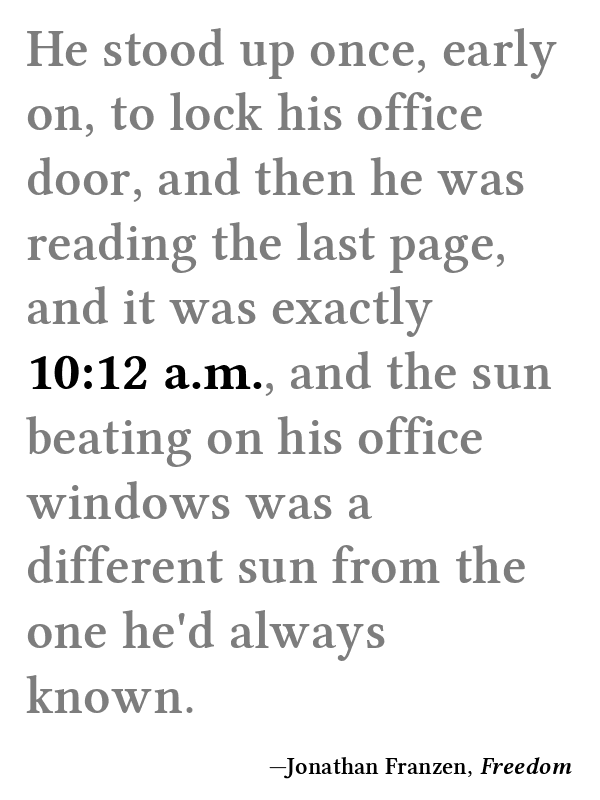 He stood up once, early
on, to lock his office
door, and then he was
reading the last page,
and it was exactly
10:12 a.m., and the sun
beating on his office
windows was a
different sun from the
one he'd always
known.
—Jonathan Franzen, Freedom